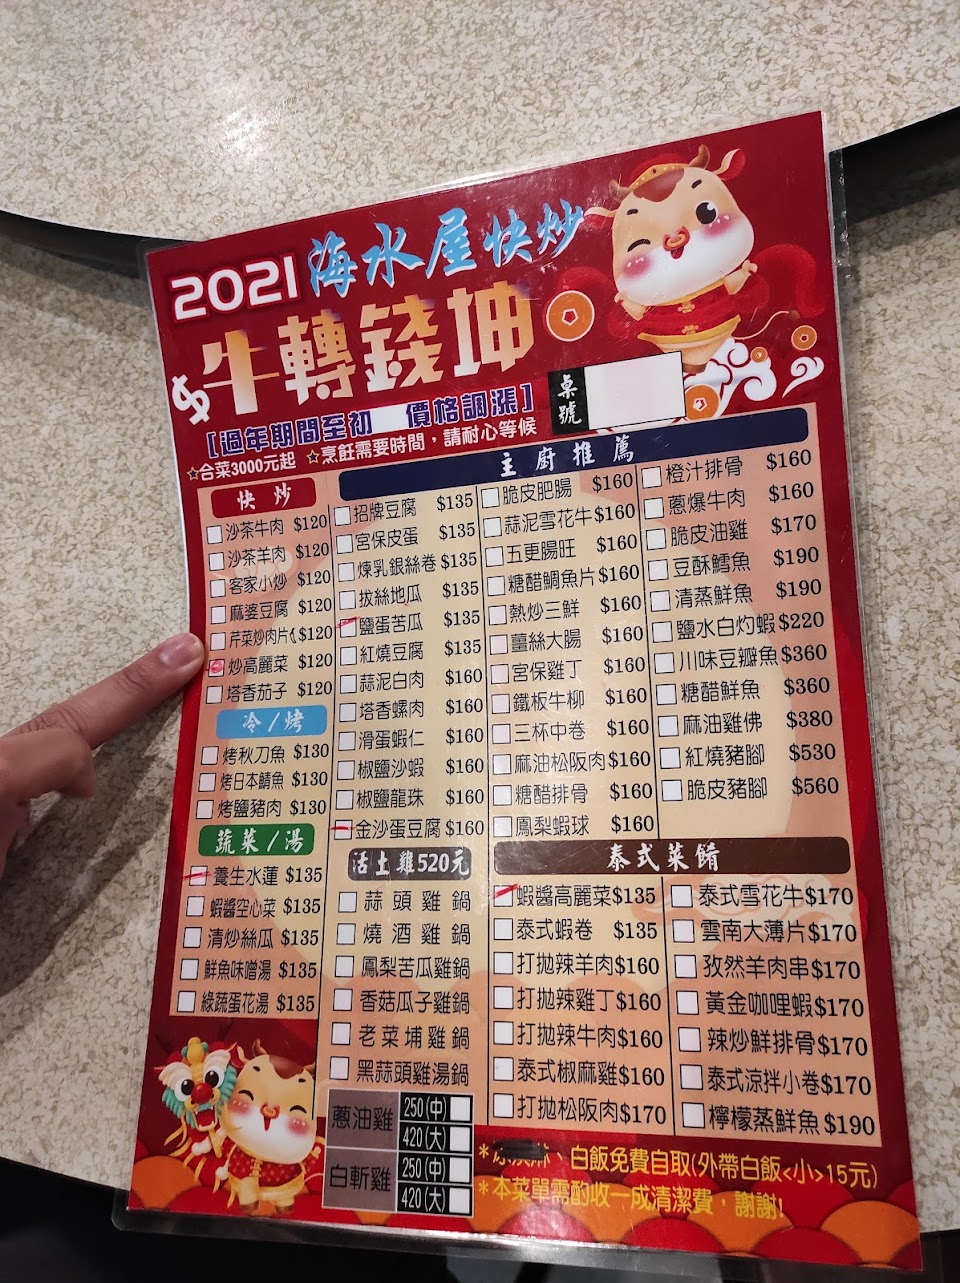 2021 海水屋快炒
牛轉錢坤
[過年期間至初 價格調漲]
桌號
★合菜3000元起 ★烹飪需要時間，請耐心等候
快炒
沙茶牛肉 $120
沙茶羊肉 $120
客家小炒 $120
麻婆豆腐 $120
芹菜炒肉片 $120
炒高麗菜 $120
塔香茄子 $120
冷/烤
烤秋刀魚 $130
烤日本鯖魚 $130
烤鹽豬肉 $130
蔬菜/湯
養生水蓮 $135
蝦醬空心菜 $135
清炒絲瓜 $135
鮮魚味噌湯 $135
綠蔬蛋花湯 $135
主廚推薦
招牌豆腐 $135
宮保皮蛋 $135
煉乳銀絲卷 $135
拔絲地瓜 $135
鹽蛋苦瓜 $135
紅燒豆腐 $135
蒜泥白肉 $160
塔香螺肉 $160
滑蛋蝦仁 $160
椒鹽沙蝦 $160
椒鹽龍珠 $160
金沙蛋豆腐 $160
脆皮肥腸 $160
蒜泥雪花牛 $160
五更腸旺 $160
糖醋鯛魚片 $160
熱炒三鮮 $160
薑絲大腸 $160
宮保雞丁 $160
鐵板牛柳 $160
三杯中卷 $160
麻油松阪肉 $160
糖醋排骨 $160
鳳梨蝦球 $160
橙汁排骨 $160
蔥爆牛肉 $160
脆皮油雞 $170
豆酥鱈魚 $190
清蒸鮮魚 $190
鹽水白灼蝦 $220
川味豆瓣魚 $360
糖醋鮮魚 $360
麻油雞佛 $380
紅燒豬腳 $530
脆皮豬腳 $560
活土雞520元
蒜頭雞鍋
燒酒雞鍋
鳳梨苦瓜雞鍋
香菇瓜子雞鍋
老菜埔雞鍋
黑蒜頭雞湯鍋
蔥油雞 250(中)
420(大)
白斬雞 250(中)
420(大)
泰式菜餚
蝦醬高麗菜 $135
泰式蝦卷 $135
打拋辣羊肉 $160
打拋辣雞丁 $160
打拋辣牛肉 $160
泰式椒麻雞 $160
打拋松阪肉 $170
泰式雪花牛 $170
雲南大薄片 $170
孜然羊肉串 $170
黃金咖哩蝦 $170
辣炒鮮排骨 $170
泰式涼拌小卷 $170
檸檬蒸鮮魚 $190
*、白飯免費自取(外帶白飯<小>15元)
*本菜單需酌收一成清潔費，謝謝!